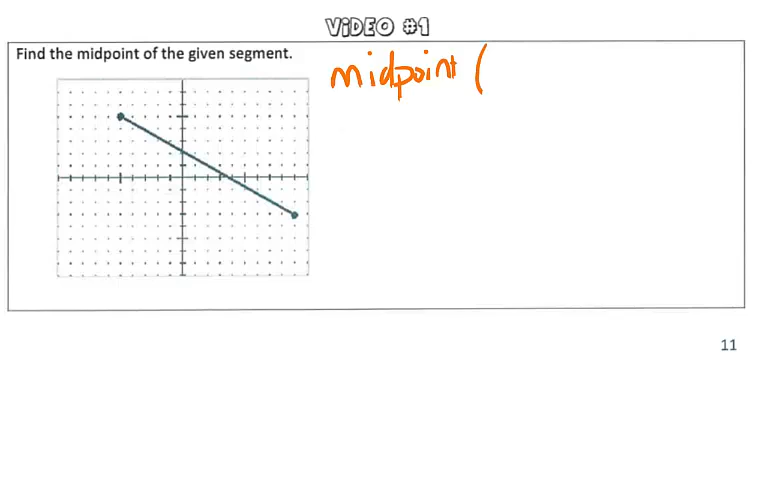 ViDEO #1
Find the midpoint of the given segment.
midpoint (
11